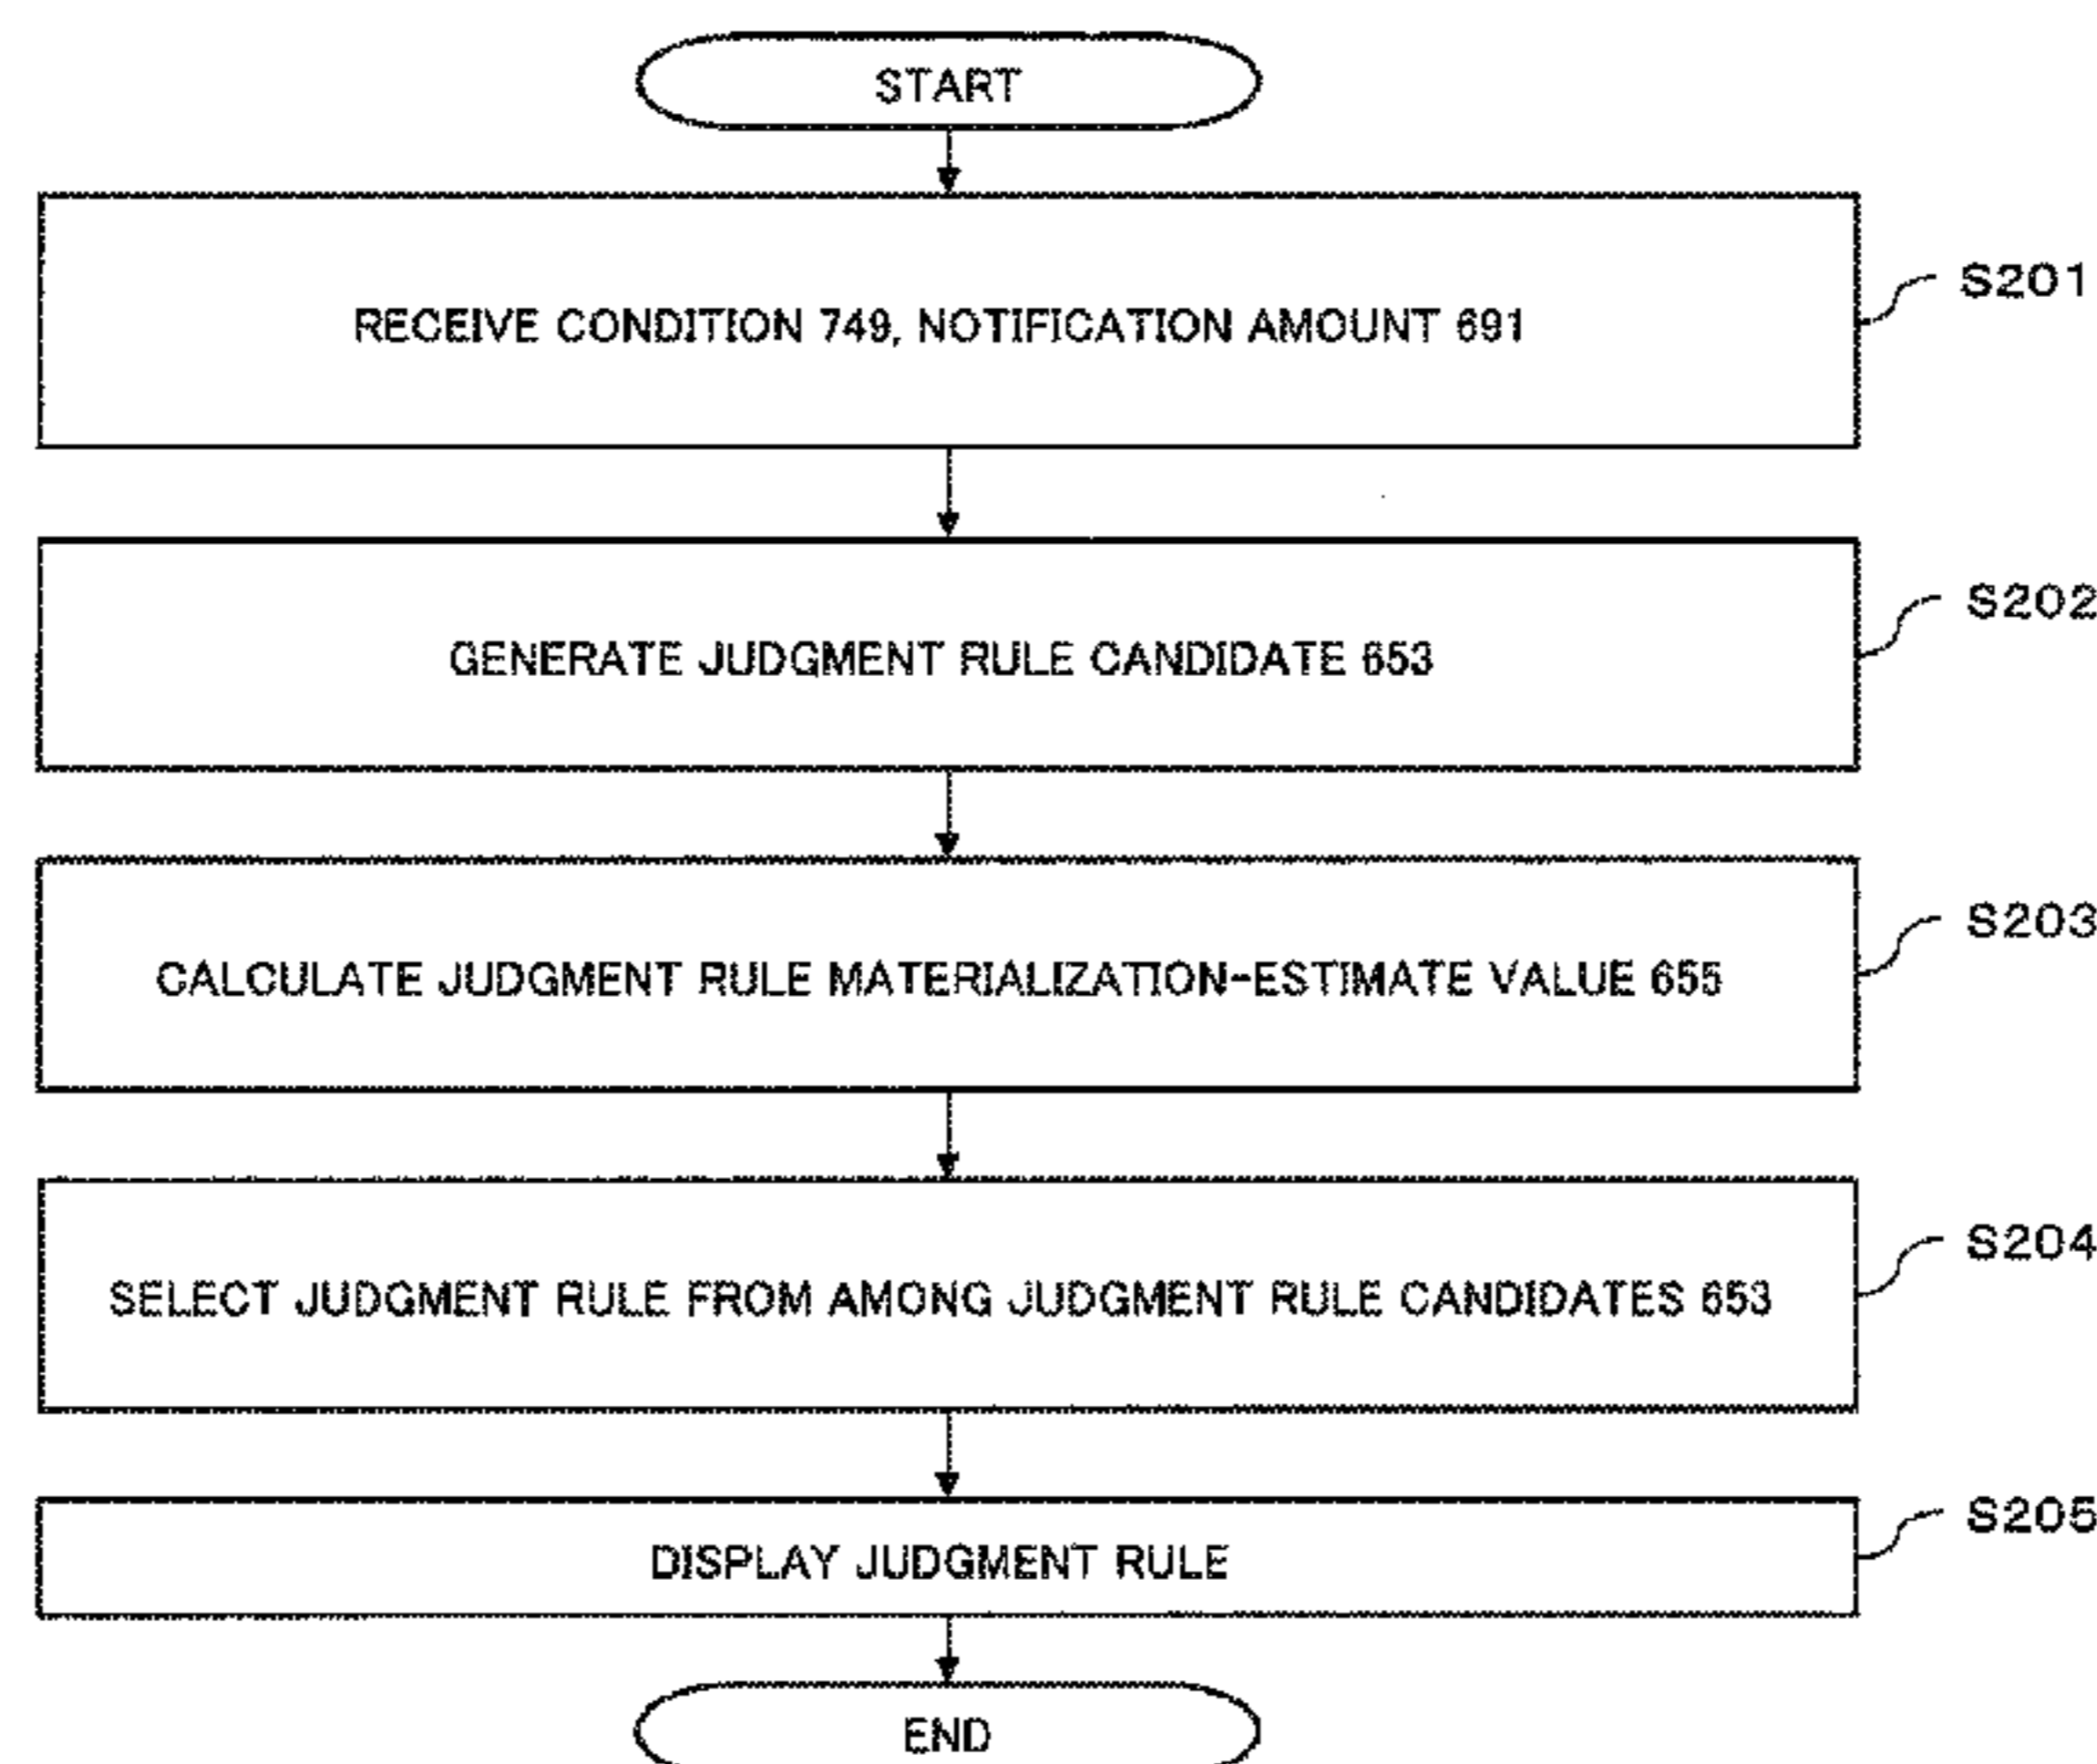 START
RECEIVE CONDITION 749, NOTIFICATION AMOUNT 691
S201
GENERATE JUDGMENT RULE CANDIDATE 653
S202
CALCULATE JUDGMENT RULE MATERIALIZATION-ESTIMATE VALUE 655
S203
SELECT JUDGMENT RULE FROM AMONG JUDGMENT RULE CANDIDATES 653
S204
DISPLAY JUDGMENT RULE
S205
END